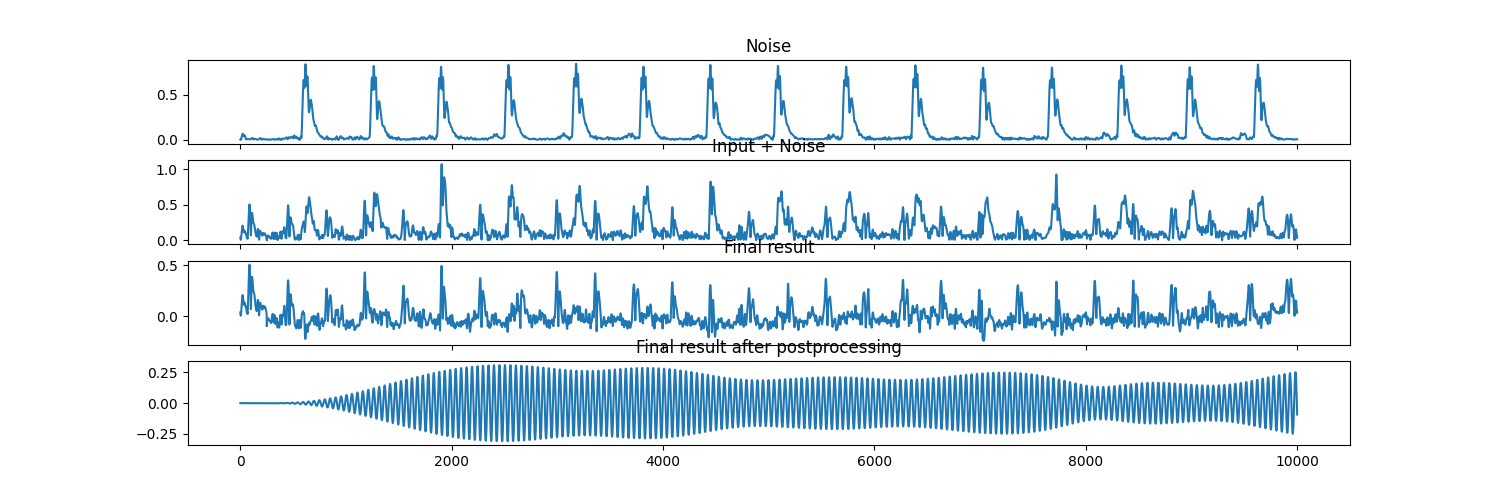 Noise
0.5
0.0
Input + Noise
1.0
0.5
0.0
Final result
0.5
0.0
Final result after postprocessing
0.25
0.00
−0.25
0 2000 4000 6000 8000 10000